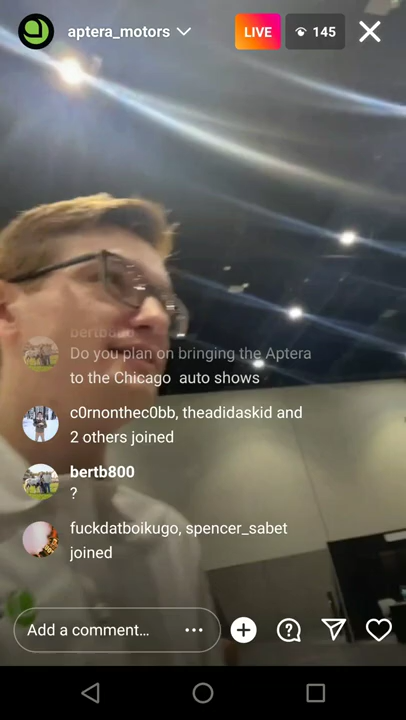 aptera_motors
LIVE
145
bertb800
Do you plan on bringing the Aptera
to the Chicago auto shows
c0rnonthec0bb, theadidaskid and
2 others joined
bertb800
?
fuckdatboikugo, spencer_sabet
joined
Add a comment...